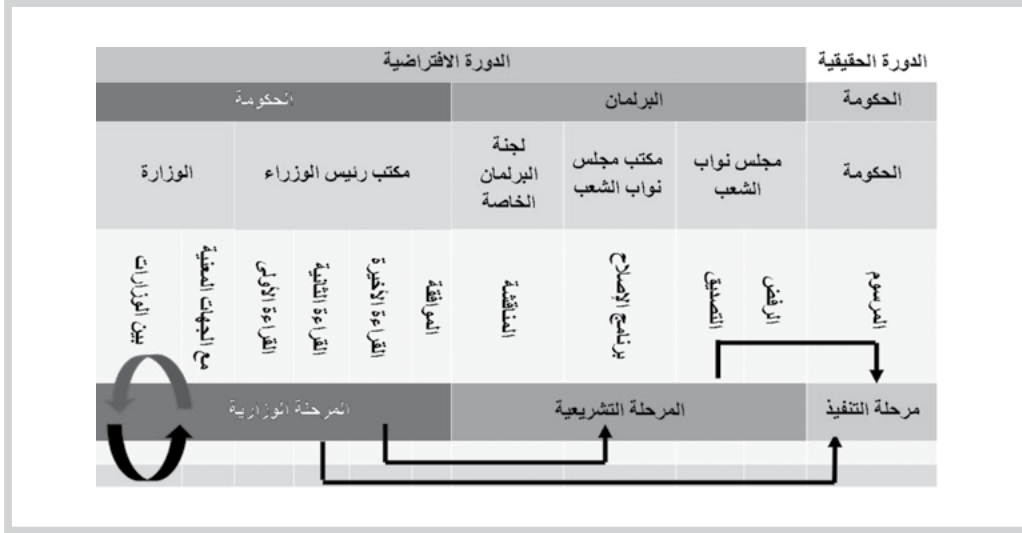 الدورة الحقيقية
الدورة الافتراضية
الحكومة
البرلمان
الحكومة
الحكومة
مجلس نواب
الشعب
مكتب مجلس
نواب الشعب
لجنة
البرلمان
الخاصة
مكتب رئيس الوزراء
الوزارة
المرسوم
الرفض
التصديق
برنامج الإصلاح
المناقشة
الموافقة
القراءة الأخيرة
القراءة الثانية
القراءة الأولى
مع الجهات المعنية
بين الوزارات
مرحلة التنفيذ
المرحلة التشريعية
المرحلة الوزارية